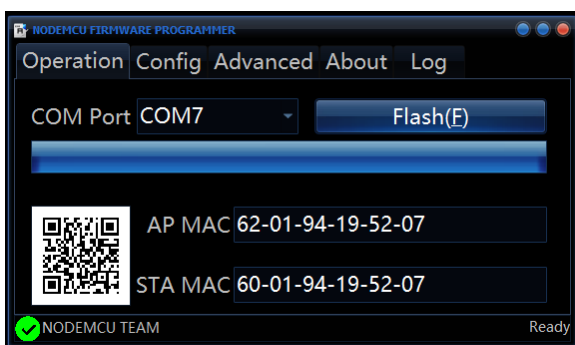 NODEMCU FIRMWARE PROGRAMMER
Operation Config Advanced About Log
COM Port COM7 Flash(F)
AP MAC 62-01-94-19-52-07
STA MAC 60-01-94-19-52-07
NODEMCU TEAM Ready